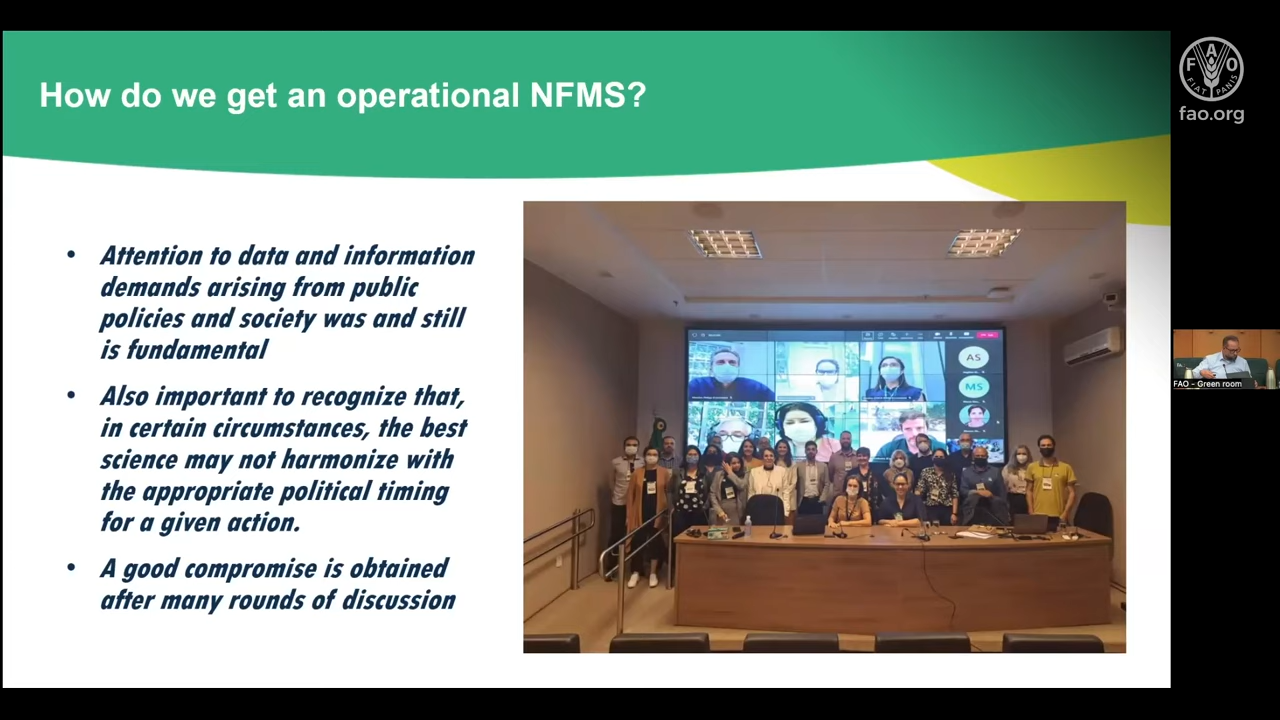 How do we get an operational NFMS?
• Attention to data and information
demands arising from public
policies and society was and still
is fundamental
• Also important to recognize that,
in certain circumstances, the best
science may not harmonize with
the appropriate political timing
for a given action.
• A good compromise is obtained
after many rounds of discussion
AS
MS
F A O
FIAT PANIS
fao.org
FAO - Green room